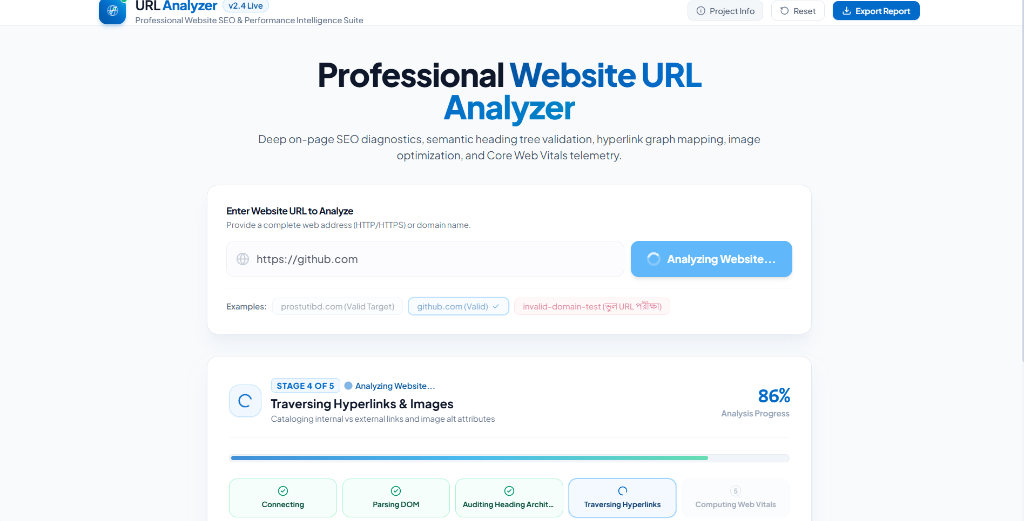 URL Analyzer v2.4 Live
Professional Website SEO & Performance Intelligence Suite
Project Info
Reset
Export Report
Professional Website URL
Analyzer
Deep on-page SEO diagnostics, semantic heading tree validation, hyperlink graph mapping, image
optimization, and Core Web Vitals telemetry.
Enter Website URL to Analyze
Provide a complete web address (HTTP/HTTPS) or domain name.
https://github.com
Analyzing Website...
Examples: prostutibd.com (Valid Target) github.com (Valid) ✓ invalid-domain-test (ভুল URL পরীক্ষা)
STAGE 4 OF 5 Analyzing Website...
Traversing Hyperlinks & Images
Cataloging internal vs external links and image alt attributes
86%
Analysis Progress
Connecting
Parsing DOM
Auditing Heading Archit...
Traversing Hyperlinks
5
Computing Web Vitals